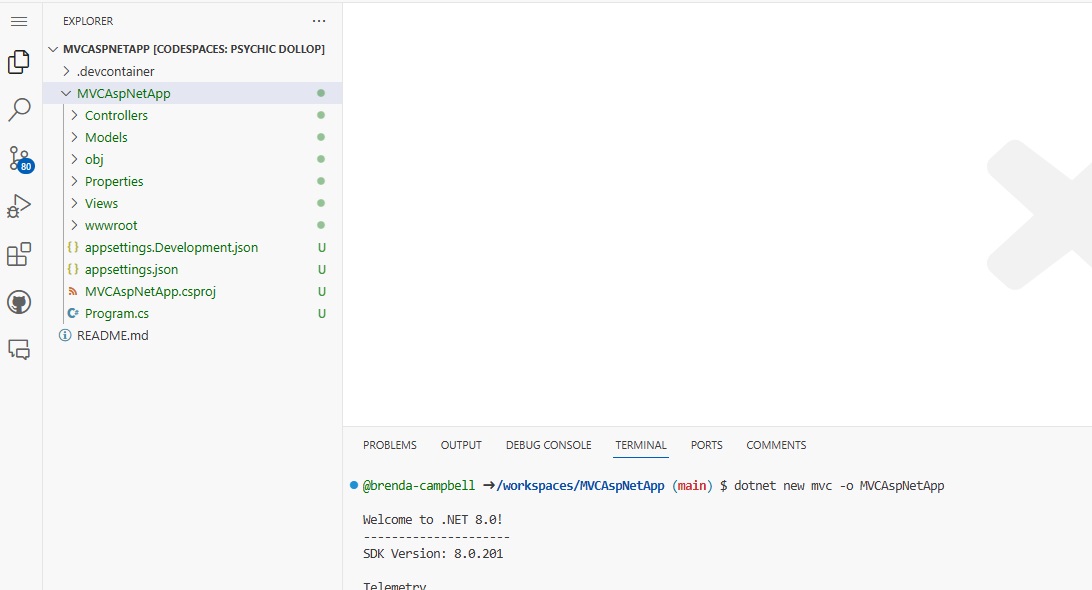 EXPLORER ...
MVCASPNETAPP [CODESPACES: PSYCHIC DOLLOP]
.devcontainer
MVCAspNetApp
Controllers
Models
obj
Properties
Views
wwwroot
{} appsettings.Development.json U
{} appsettings.json U
MVCAspNetApp.csproj U
C# Program.cs U
README.md
80
PROBLEMS OUTPUT DEBUG CONSOLE TERMINAL PORTS COMMENTS
@brenda-campbell ➜/workspaces/MVCAspNetApp (main) $ dotnet new mvc -o MVCAspNetApp
Welcome to .NET 8.0!
---------------------
SDK Version: 8.0.201
Telemetry